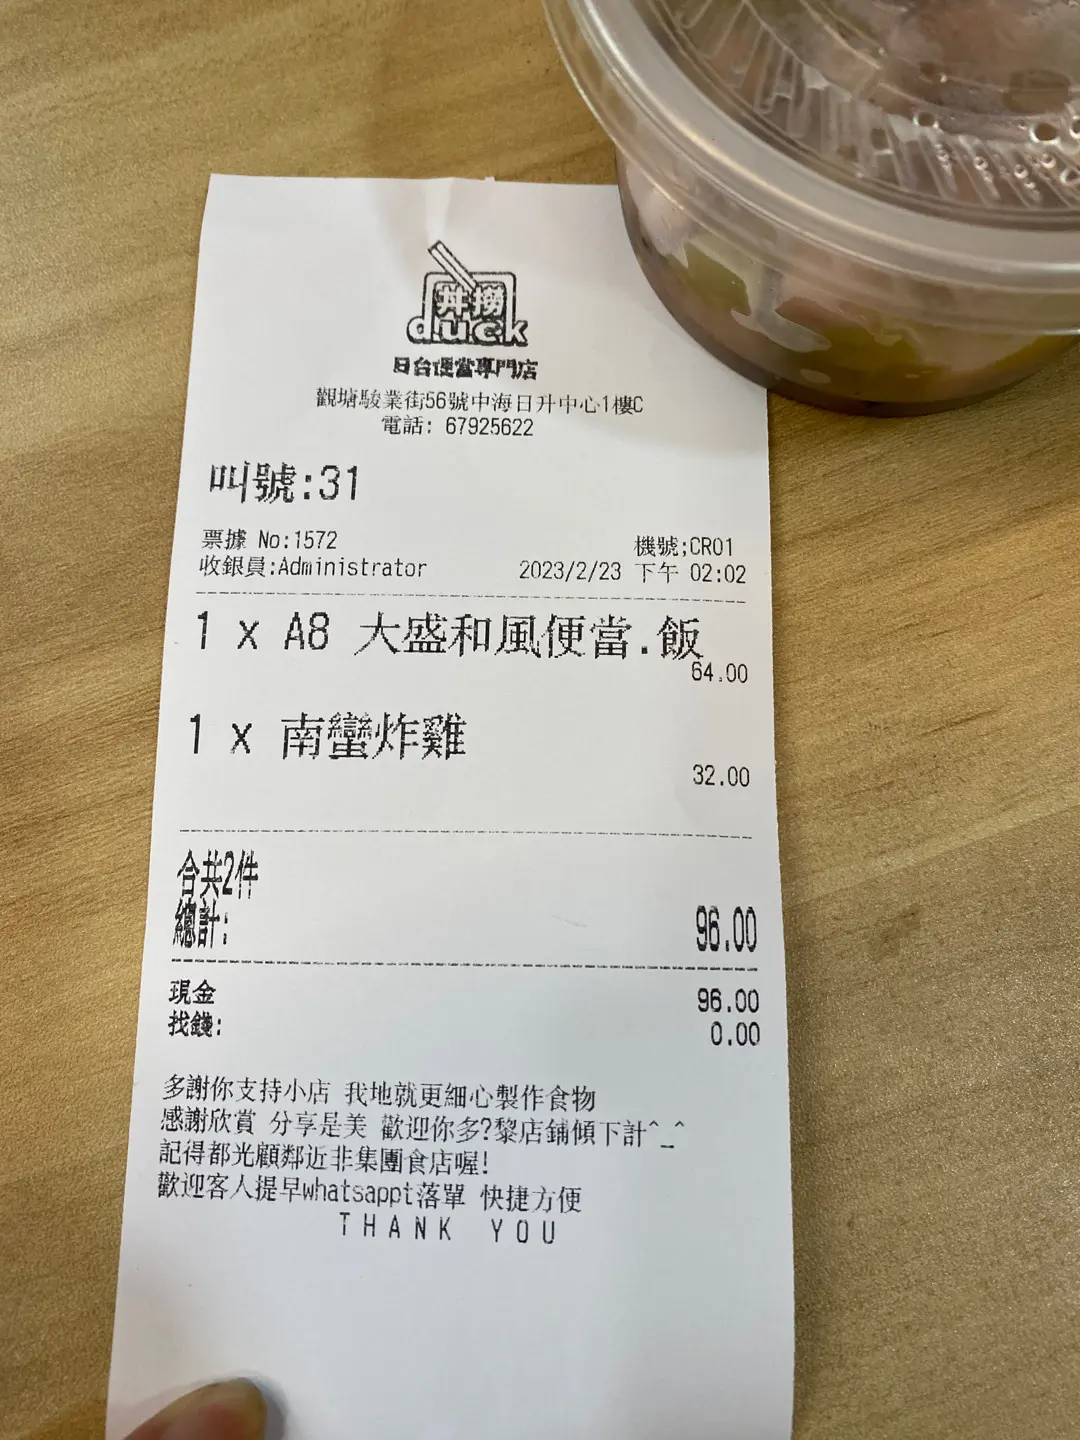 丼撈
duck
日台便當專門店
觀塘駿業街56號中海日升中心1樓C
電話: 67925622
叫號:31
票據 No:1572
機號;CR01
收銀員:Administrator
2023/2/23 下午 02:02
1 x A8 大盛和風便當.飯
64.00
1 x 南蠻炸雞
32.00
合共2件
總計: 96.00
現金 96.00
找錢: 0.00
多謝你支持小店 我地就更細心製作食物
感謝欣賞 分享是美 歡迎你多?黎店鋪傾下計^_^
記得都光顧鄰近非集團食店喔!
歡迎客人提早whatsappt落單 快捷方便
THANK YOU